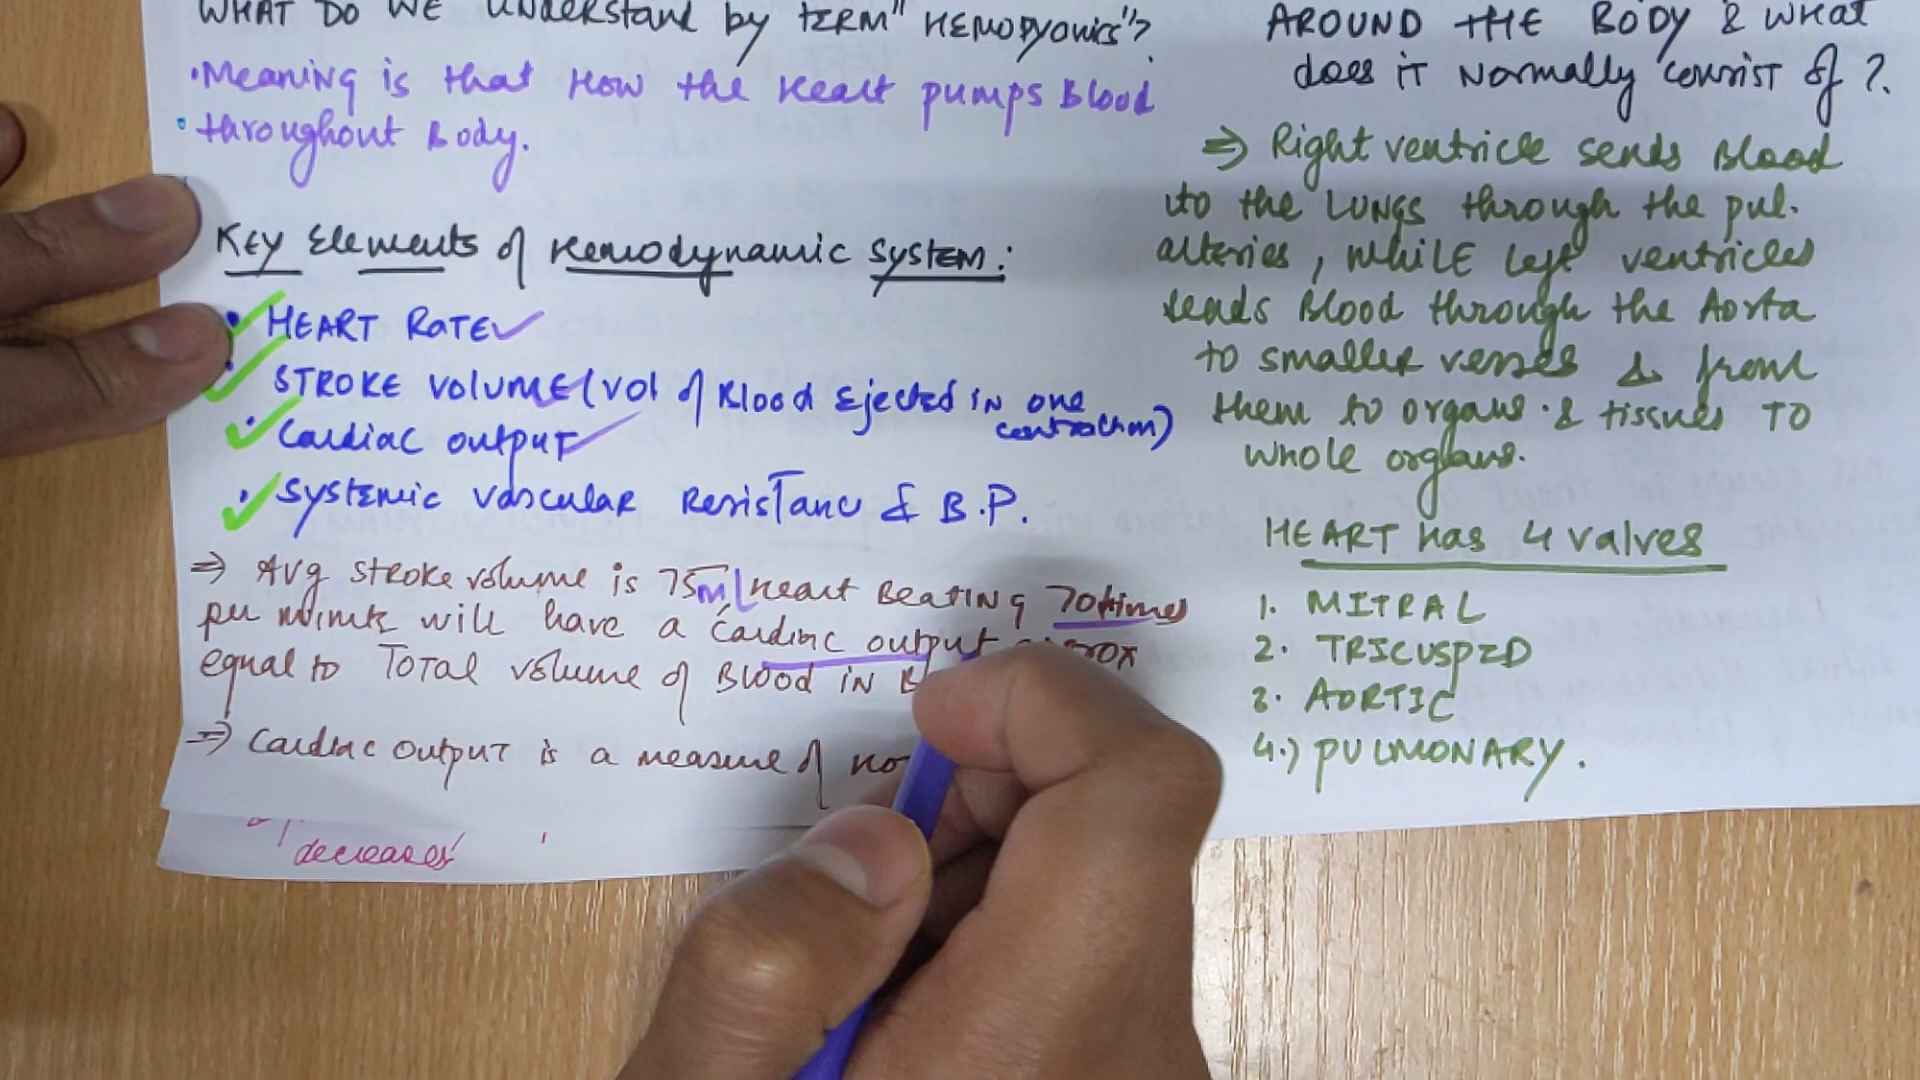 WHAT DO WE understand by tERM "HEMODyonics"?
• Meaning is that How the Heart pumps Blood
• throughout Body.
KEY Elements of Hemodynamic System:
• HEART RATE
• STROKE VOLUME (vol of Blood Ejected in one contraction)
• Cardiac output
• Systemic vascular Resistance & B.P.
⇒ Avg stroke volume is 75ml Heart Beating 70 times
per minute will have a cardiac output
equal to Total volume of Blood in
⇒ Cardiac output is a measure of
decreases
AROUND tHE BODY & what
does it Normally consist of?
⇒ Right ventricle sends Blood
to the LUNGS through the pul.
arteries, while left ventricles
sends Blood through the Aorta
to smaller vesses & from
them to organs & tissues TO
whole organs.
HEART has 4 valves
1. MITRAL
2. TRICUSPID
3. AORTIC
4.) PULMONARY.